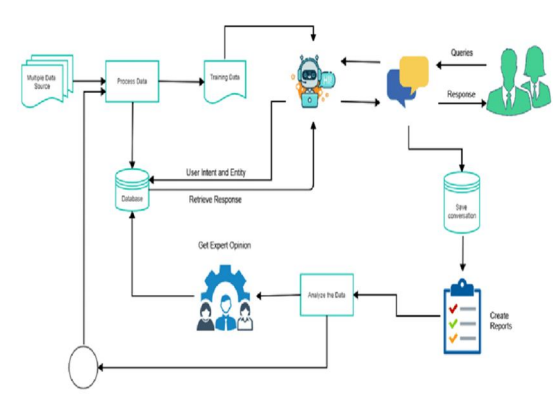 Multiple Data
Source
Process Data
Training Data
Queries
Response
User Intent and Entity
Database
Retrieve Response
Save
conversation
Get Expert Opinion
Analyze the Data
Create
Reports